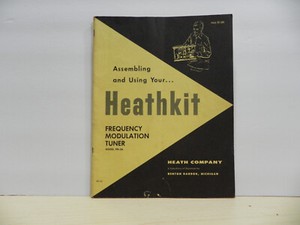 Assembling
and Using Your...
Heathkit
FREQUENCY
MODULATION
TUNER
HEATH COMPANY
BENTON HARBOR, MICHIGAN